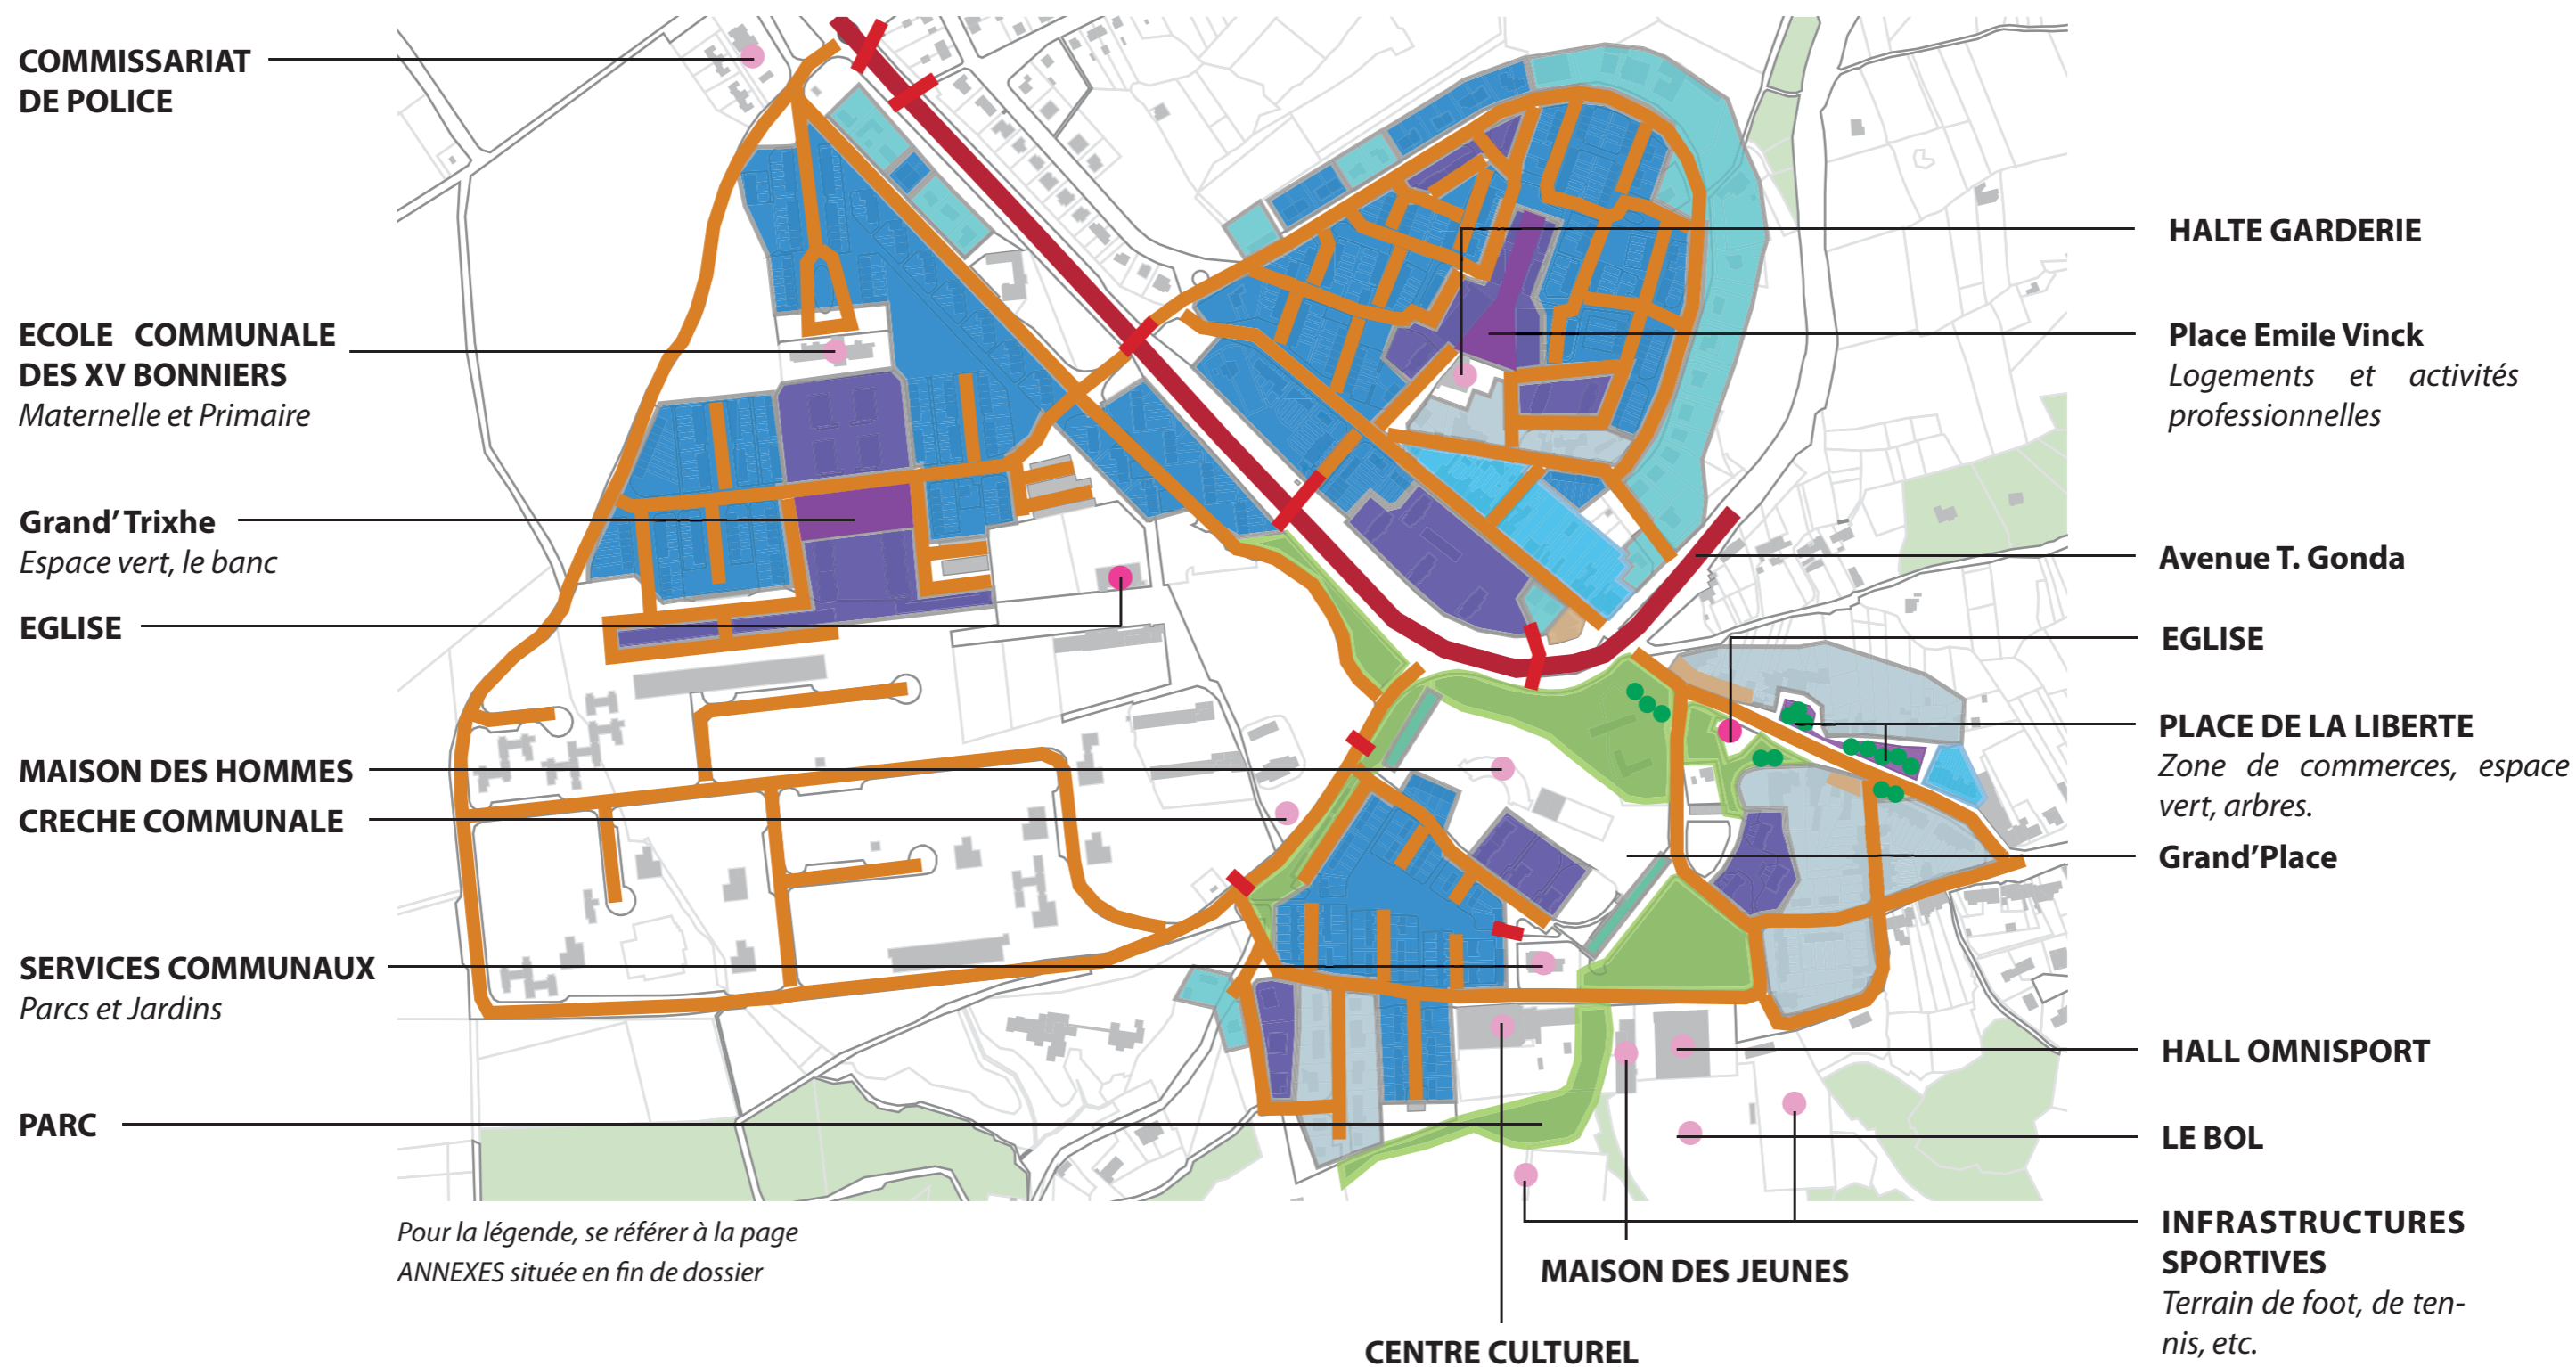 COMMISSARIAT
DE POLICE
ECOLE COMMUNALE
DES XV BONNIERS
Maternelle et Primaire
Grand'Trixhe
Espace vert, le banc
EGLISE
MAISON DES HOMMES
CRECHE COMMUNALE
SERVICES COMMUNAUX
Parcs et Jardins
PARC
Pour la légende, se référer à la page
ANNEXES située en fin de dossier
HALTE GARDERIE
Place Emile Vinck
Logements et activités
professionnelles
Avenue T. Gonda
EGLISE
PLACE DE LA LIBERTE
Zone de commerces, espace
vert, arbres.
Grand'Place
HALL OMNISPORT
LE BOL
INFRASTRUCTURES
SPORTIVES
Terrain de foot, de ten-
nis, etc.
MAISON DES JEUNES
CENTRE CULTUREL